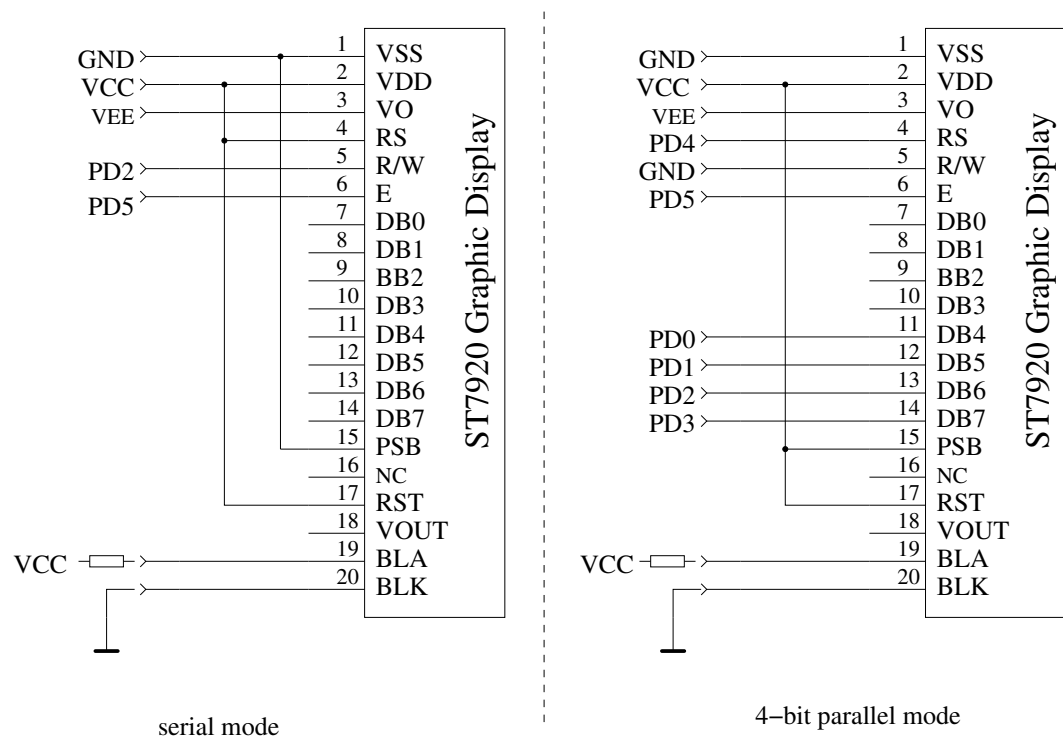 GND 1 VSS
VCC 2 VDD
VEE 3 VO
4 RS
PD2 5 R/W
PD5 6 E
7 DB0
8 DB1
9 BB2
10 DB3
11 DB4
12 DB5
13 DB6
14 DB7
15 PSB
16 NC
17 RST
18 VOUT
VCC 19 BLA
20 BLK
ST7920 Graphic Display
serial mode
GND 1 VSS
VCC 2 VDD
VEE 3 VO
PD4 4 RS
GND 5 R/W
PD5 6 E
7 DB0
8 DB1
9 BB2
10 DB3
PD0 11 DB4
PD1 12 DB5
PD2 13 DB6
PD3 14 DB7
15 PSB
16 NC
17 RST
18 VOUT
VCC 19 BLA
20 BLK
ST7920 Graphic Display
4−bit parallel mode